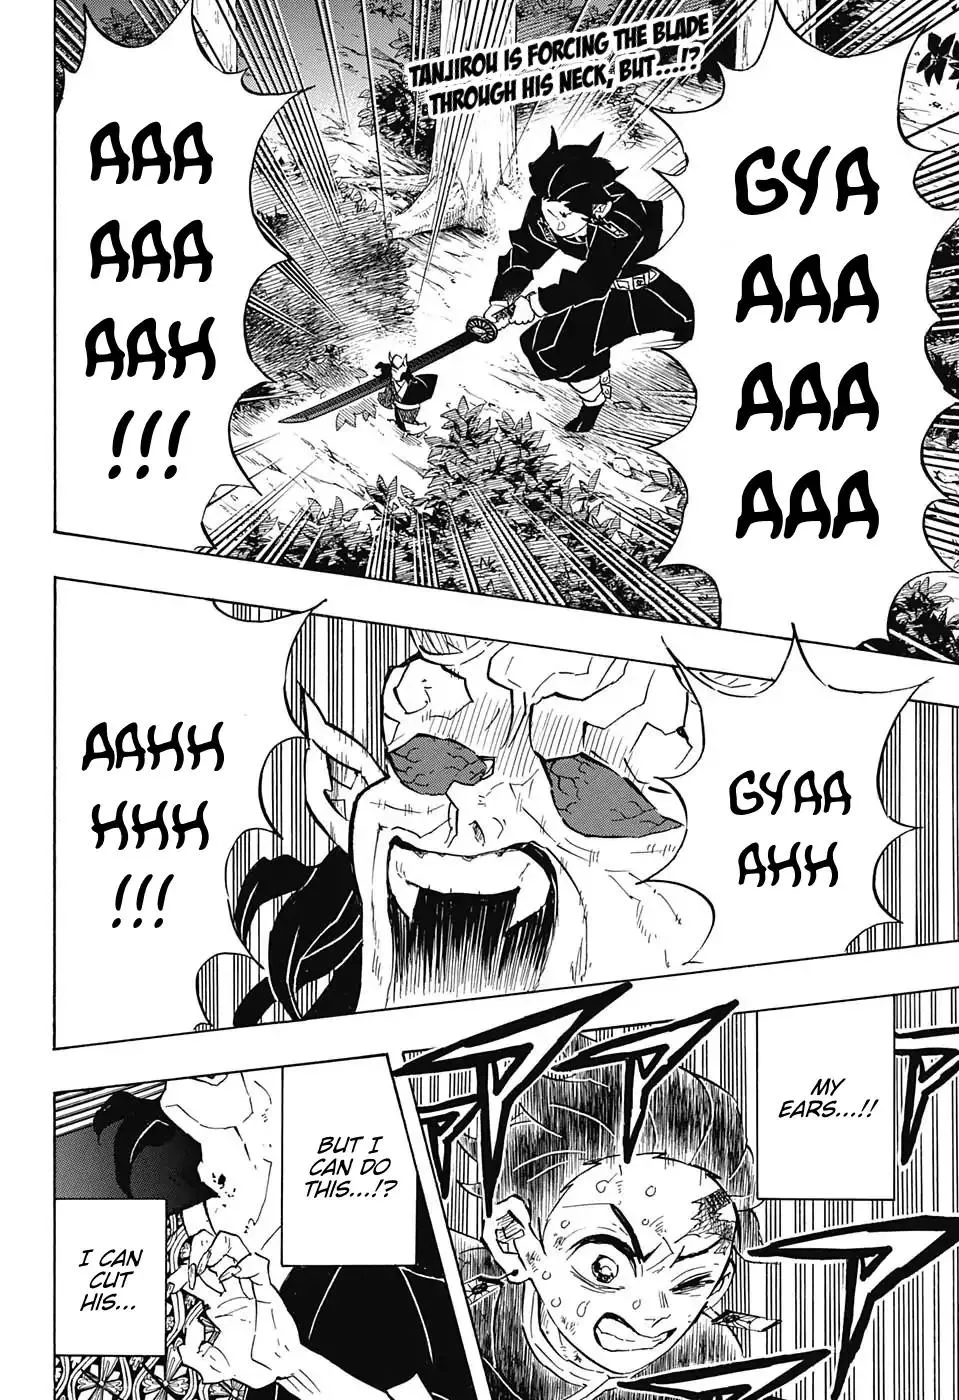 TANJIROU IS FORCING THE BLADE
THROUGH HIS NECK, BUT...!?
GYA
AAA
AAA
AAA
AAA
AAA
AAH
!!!
GYAA
AHH
AAHH
HHH
!!!
MY
EARS...!!
BUT I
CAN DO
THIS...!?
I CAN
CUT
HIS...